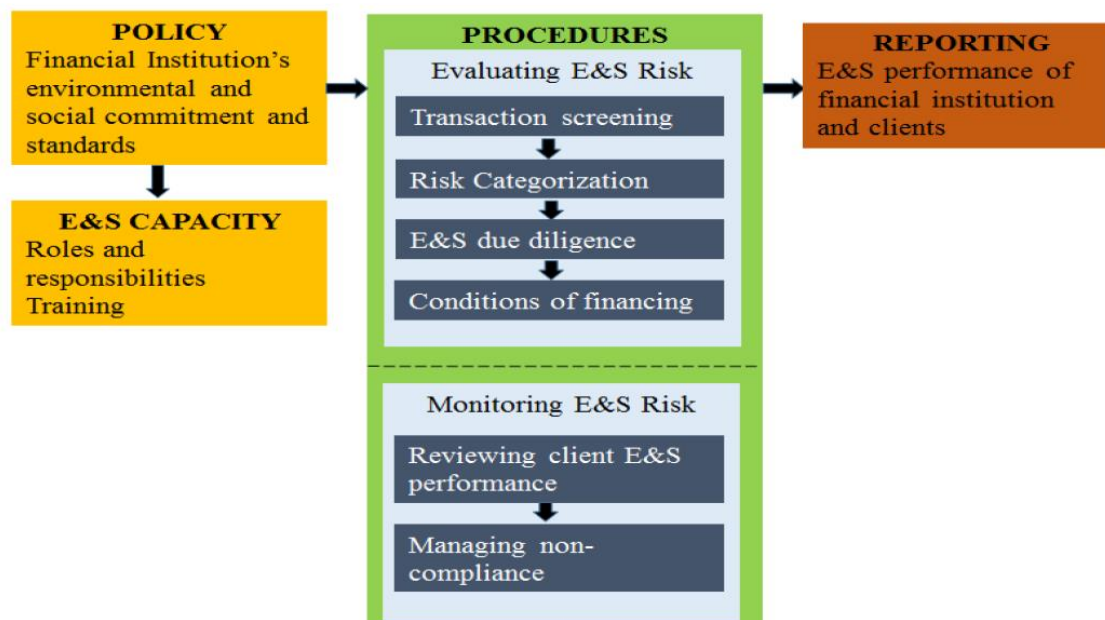 POLICY
Financial Institution's
environmental and
social commitment and
standards
E&S CAPACITY
Roles and
responsibilities
Training
PROCEDURES
Evaluating E&S Risk
Transaction screening
Risk Categorization
E&S due diligence
Conditions of financing
Monitoring E&S Risk
Reviewing client E&S
performance
Managing non-
compliance
REPORTING
E&S performance of
financial institution
and clients